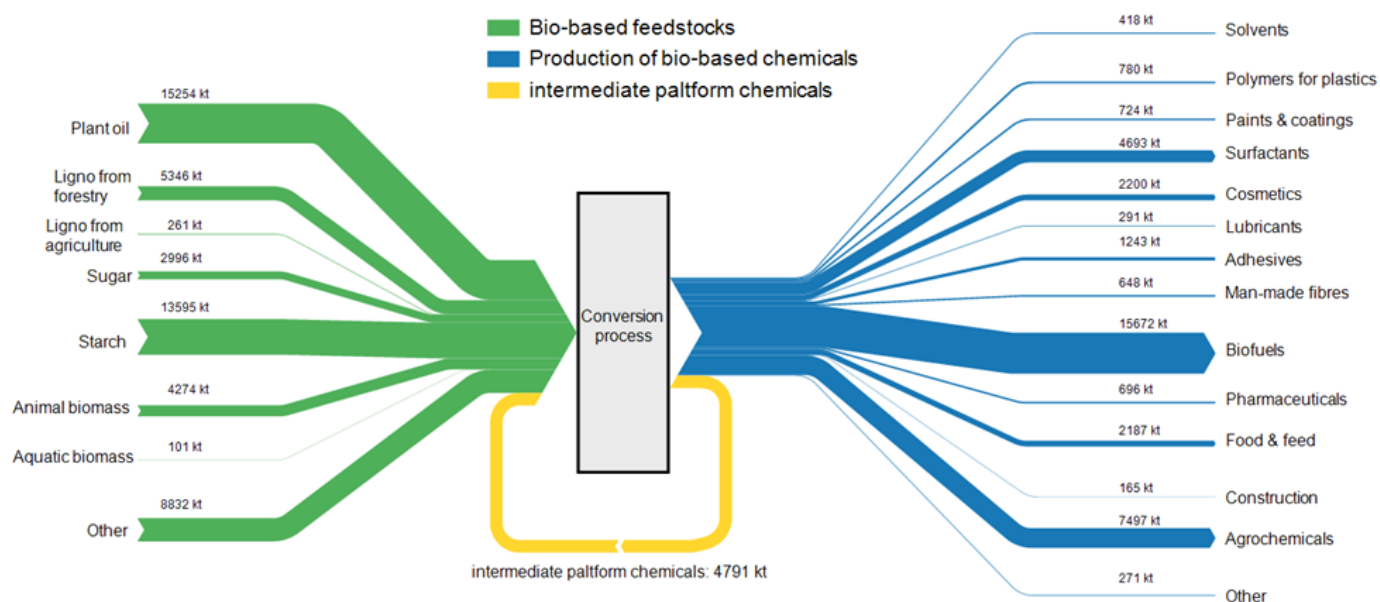 Bio-based feedstocks
Production of bio-based chemicals
intermediate paltform chemicals
15254 kt
Plant oil
Ligno from
forestry
5346 kt
Ligno from
agriculture
261 kt
Sugar
2996 kt
13595 kt
Starch
4274 kt
Animal biomass
Aquatic biomass
101 kt
8832 kt
Other
Conversion
process
intermediate paltform chemicals: 4791 kt
418 kt
Solvents
780 kt
Polymers for plastics
724 kt
Paints & coatings
4693 kt
Surfactants
2200 kt
Cosmetics
291 kt
Lubricants
1243 kt
Adhesives
648 kt
Man-made fibres
15672 kt
Biofuels
696 kt
Pharmaceuticals
2187 kt
Food & feed
165 kt
Construction
7497 kt
Agrochemicals
271 kt
Other